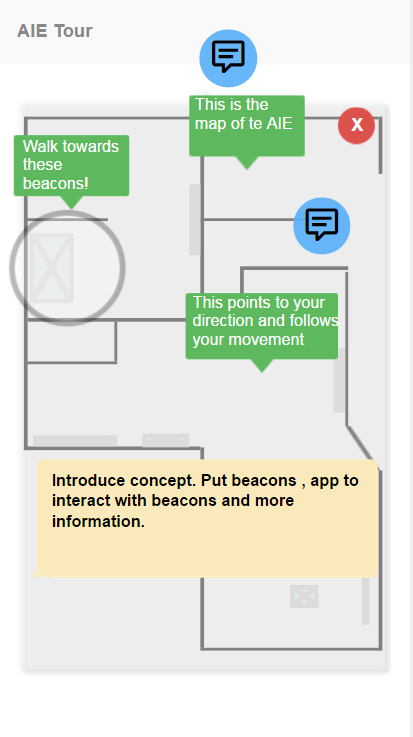 AIE Tour
This is the
map of te AIE
X
Walk towards
these
beacons!
This points to your
direction and follows
your movement
Introduce concept. Put beacons , app to
interact with beacons and more
information.